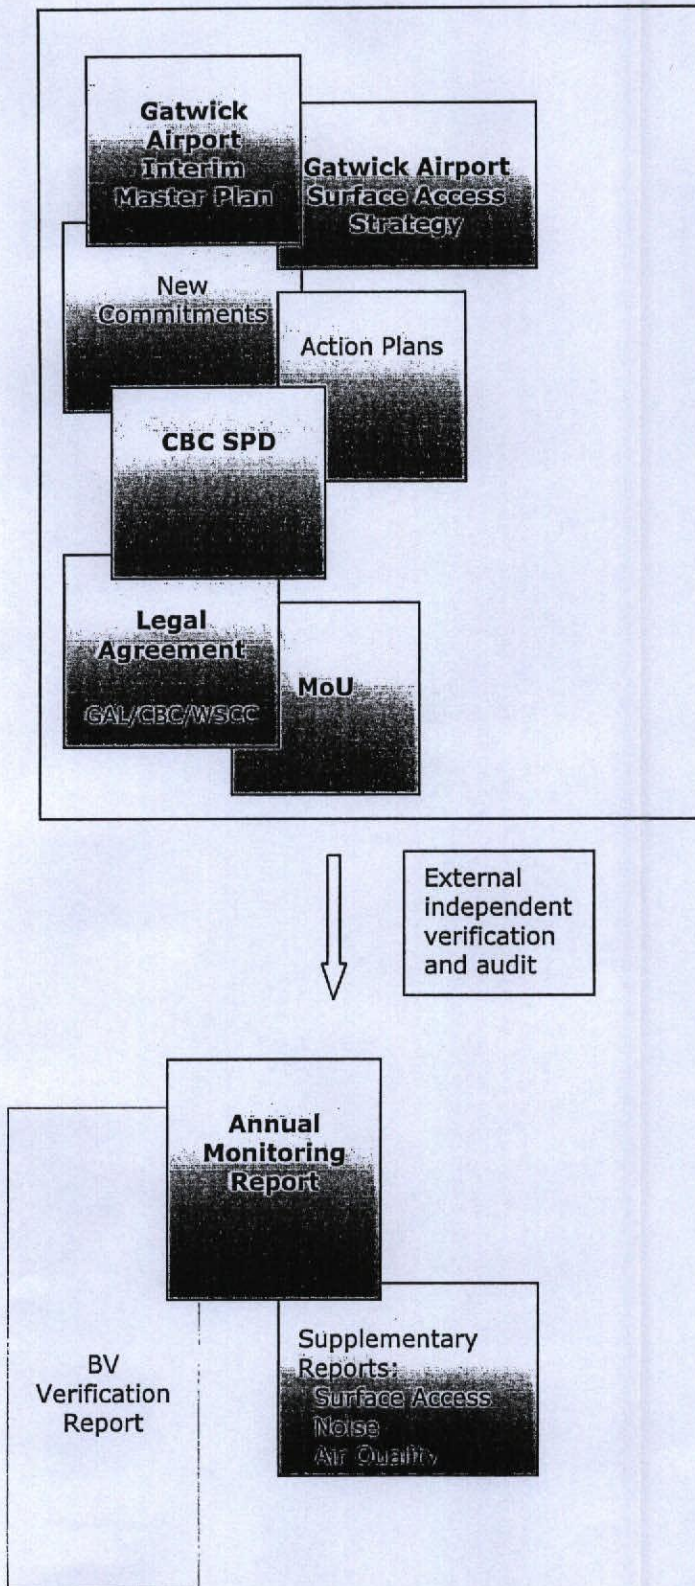 Gatwick
Airport
Interim
Master Plan
Gatwick Airport
Surface Access
Strategy
New
Commitments
Action Plans
CBC SPD
Legal
Agreement
GAL/CBC/WSCC
MoU
External
independent
verification
and audit
Annual
Monitoring
Report
BV
Verification
Report
Supplementary
Reports:
Surface Access
Noise
Air Quality